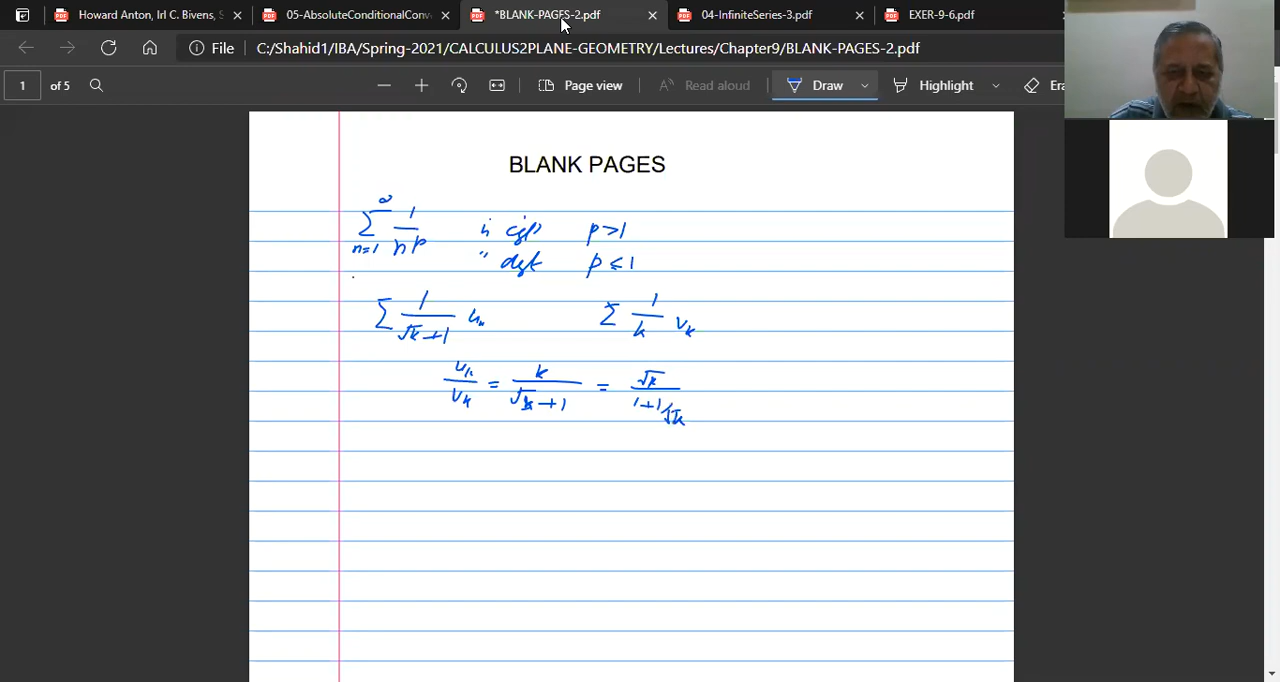 Howard Anton, Irl C. Bivens, S
05-AbsoluteConditionalConv
*BLANK-PAGES-2.pdf
04-InfiniteSeries-3.pdf
EXER-9-6.pdf
File C:/Shahid1/IBA/Spring-2021/CALCULUS2PLANE-GEOMETRY/Lectures/Chapter9/BLANK-PAGES-2.pdf
1 of 5 Page view Read aloud Draw Highlight Era
BLANK PAGES
∞ ∑ n=1 1/n^p is cgt p>1
" dgt p ≤ 1
∑ 1/(√k+1) u_k ∑ 1/k v_k
u_k/v_k = k/(√k+1) = √k/(1+1/√k)